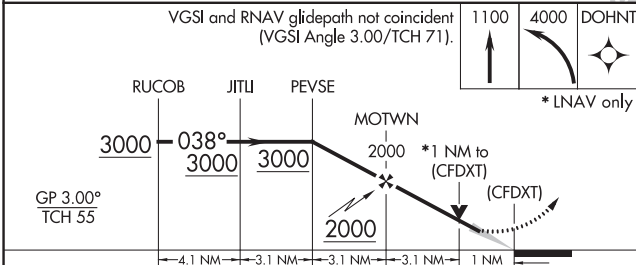 VGSI and RNAV glidepath not coincident
(VGSI Angle 3.00/TCH 71).
1100
4000
DOHNT
* LNAV only
RUCOB
JITLI
PEVSE
MOTWN
2000
*1 NM to
(CFDXT)
(CFDXT)
3000
038°
3000
3000
2000
GP 3.00°
TCH 55
4.1 NM
3.1 NM
3.1 NM
3.1 NM
1 NM